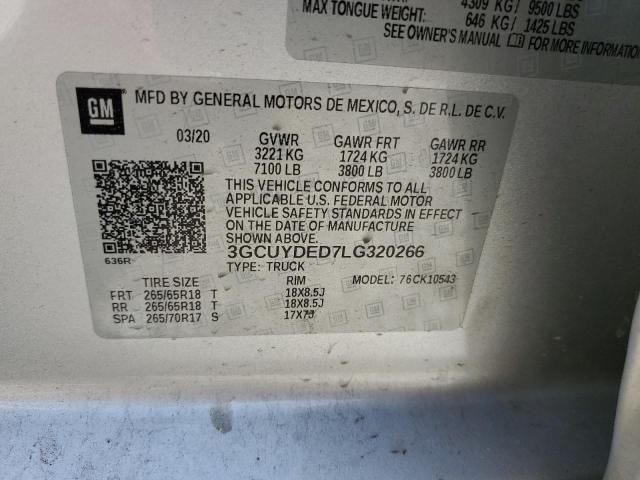 4309 KG/ 9500 LBS
MAX TONGUE WEIGHT: 646 KG/ 1425 LBS
SEE OWNER'S MANUAL FOR MORE INFORMATION
GM
MFD BY GENERAL MOTORS DE MEXICO, S. DE R.L. DE C.V.
03/20 GVWR GAWR FRT GAWR RR
3221 KG 1724 KG 1724 KG
7100 LB 3800 LB 3800 LB
THIS VEHICLE CONFORMS TO ALL
APPLICABLE U.S. FEDERAL MOTOR
VEHICLE SAFETY STANDARDS IN EFFECT
ON THE DATE OF MANUFACTURE
SHOWN ABOVE.
636R
3GCUYDED7LG320266
TYPE: TRUCK MODEL: 76CK10543
TIRE SIZE RIM
FRT 265/65R18 T 18X8.5J
RR 265/65R18 T 18X8.5J
SPA 265/70R17 S 17X7J